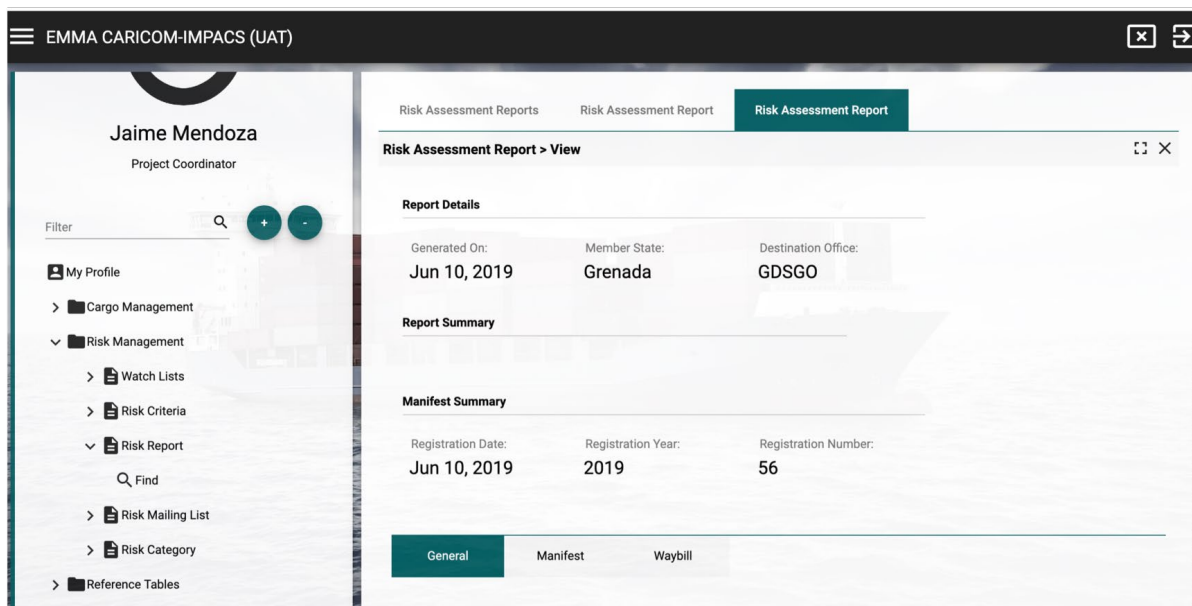 EMMA CARICOM-IMPACS (UAT)
Jaime Mendoza
Project Coordinator
Filter
+ -
My Profile
Cargo Management
Risk Management
Watch Lists
Risk Criteria
Risk Report
Find
Risk Mailing List
Risk Category
Reference Tables
Risk Assessment Reports Risk Assessment Report Risk Assessment Report
Risk Assessment Report > View
Report Details
Generated On: Member State: Destination Office:
Jun 10, 2019 Grenada GDSGO
Report Summary
Manifest Summary
Registration Date: Registration Year: Registration Number:
Jun 10, 2019 2019 56
General Manifest Waybill